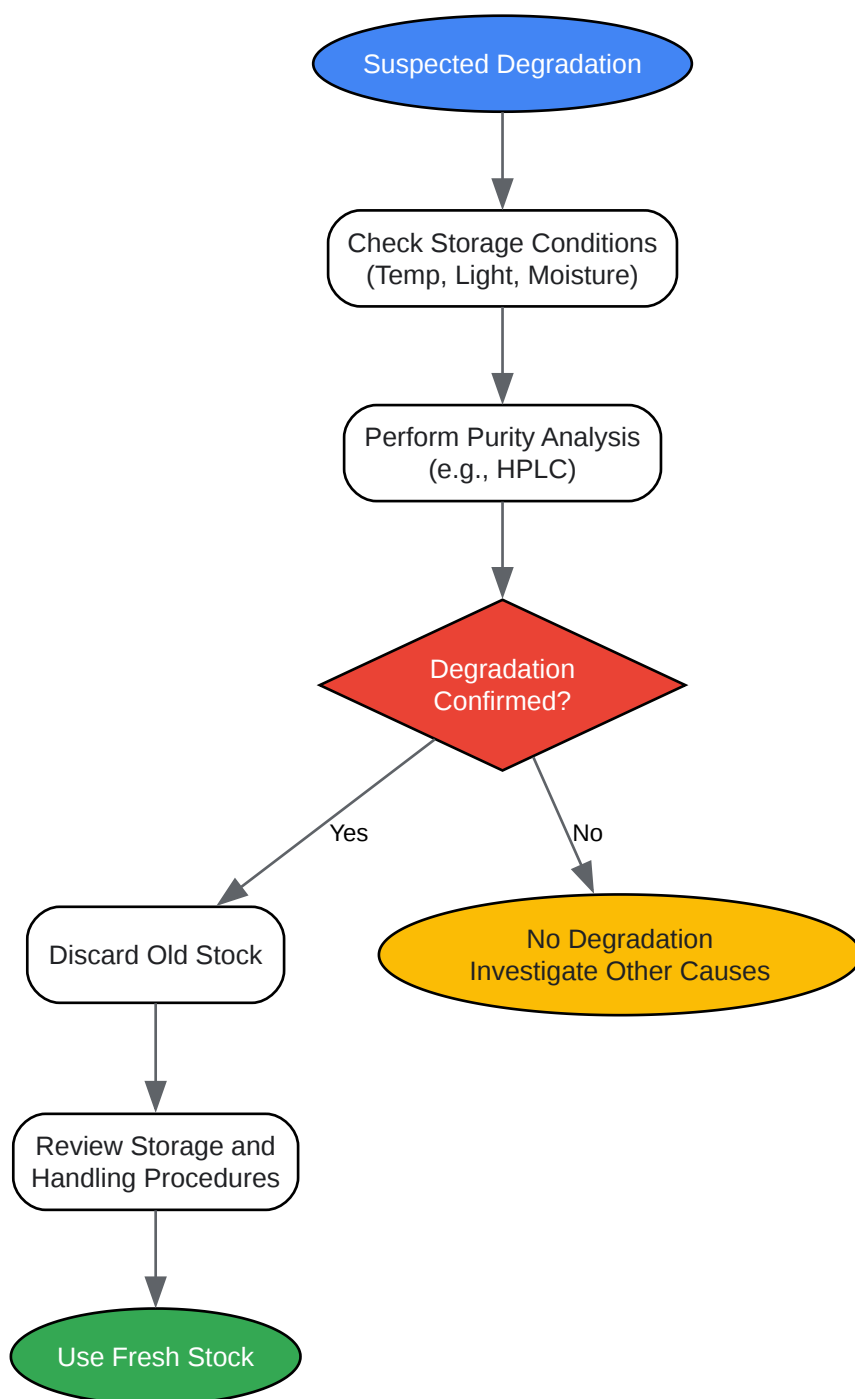 Suspected Degradation
Check Storage Conditions
(Temp, Light, Moisture)
Perform Purity Analysis
(e.g., HPLC)
Degradation
Confirmed?
Yes
No
Discard Old Stock
No Degradation
Investigate Other Causes
Review Storage and
Handling Procedures
Use Fresh Stock